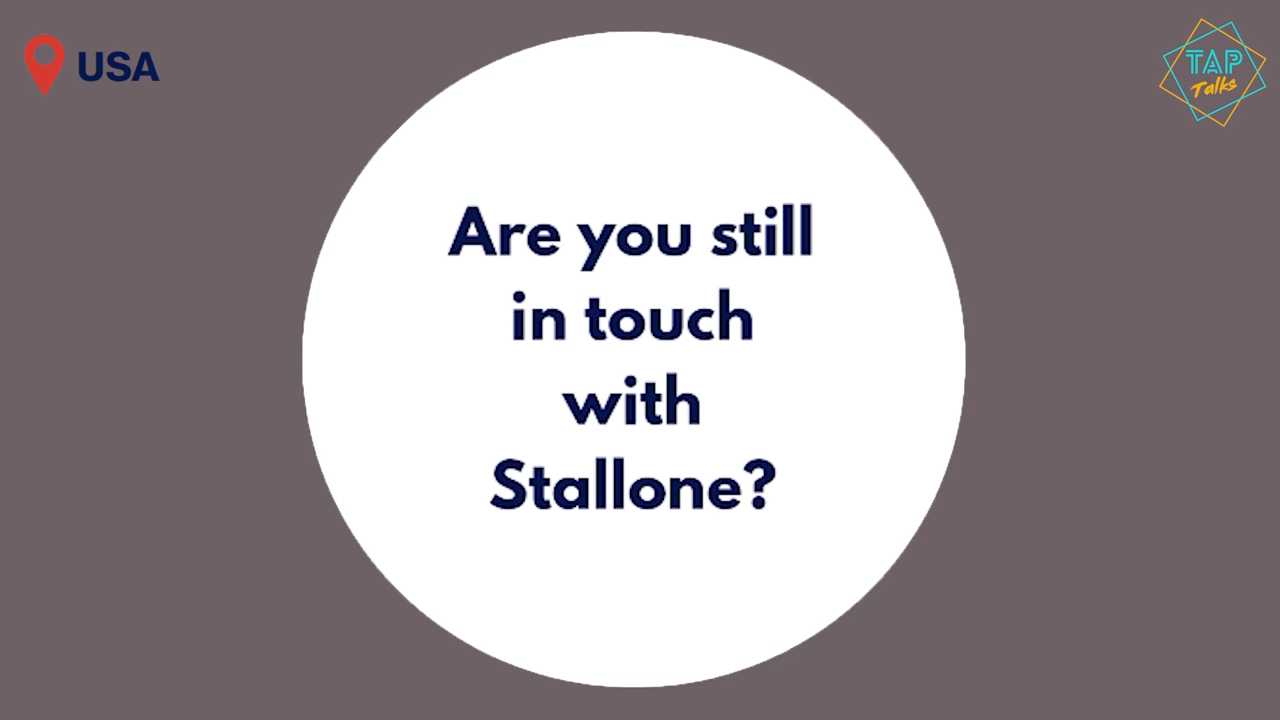 USA
TAP
Talks
Are you still
in touch
with
Stallone?